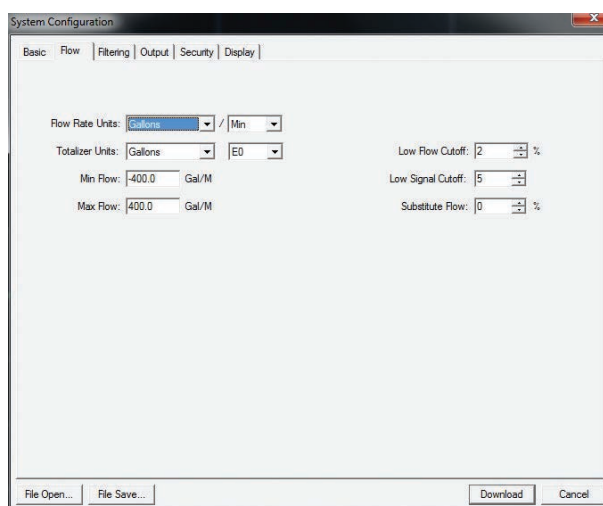 System Configuration
Basic Flow Filtering Output Security Display
Flow Rate Units: Gallons / Min
Totalizer Units: Gallons E0 Low Flow Cutoff: 2 %
Min Flow: -400.0 Gal/M Low Signal Cutoff: 5
Max Flow: 400.0 Gal/M Substitute Flow: 0 %
File Open... File Save... Download Cancel